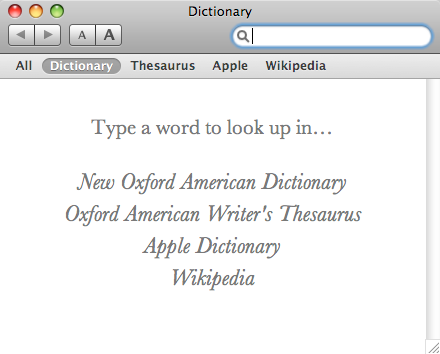 Dictionary
A A
All Dictionary Thesaurus Apple Wikipedia
Type a word to look up in...
New Oxford American Dictionary
Oxford American Writer's Thesaurus
Apple Dictionary
Wikipedia